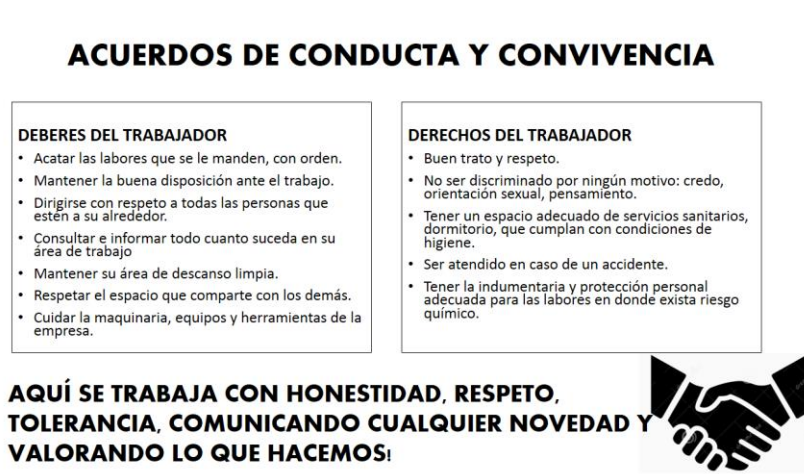 ACUERDOS DE CONDUCTA Y CONVIVENCIA
DEBERES DEL TRABAJADOR
• Acatar las labores que se le manden, con orden.
• Mantener la buena disposición ante el trabajo.
• Dirigirse con respeto a todas las personas que
estén a su alrededor.
• Consultar e informar todo cuanto suceda en su
área de trabajo
• Mantener su área de descanso limpia.
• Respetar el espacio que comparte con los demás.
• Cuidar la maquinaria, equipos y herramientas de la
empresa.
DERECHOS DEL TRABAJADOR
• Buen trato y respeto.
• No ser discriminado por ningún motivo: credo,
orientación sexual, pensamiento.
• Tener un espacio adecuado de servicios sanitarios,
dormitorio, que cumplan con condiciones de
higiene.
• Ser atendido en caso de un accidente.
• Tener la indumentaria y protección personal
adecuada para las labores en donde exista riesgo
químico.
AQUÍ SE TRABAJA CON HONESTIDAD, RESPETO,
TOLERANCIA, COMUNICANDO CUALQUIER NOVEDAD Y
VALORANDO LO QUE HACEMOS!